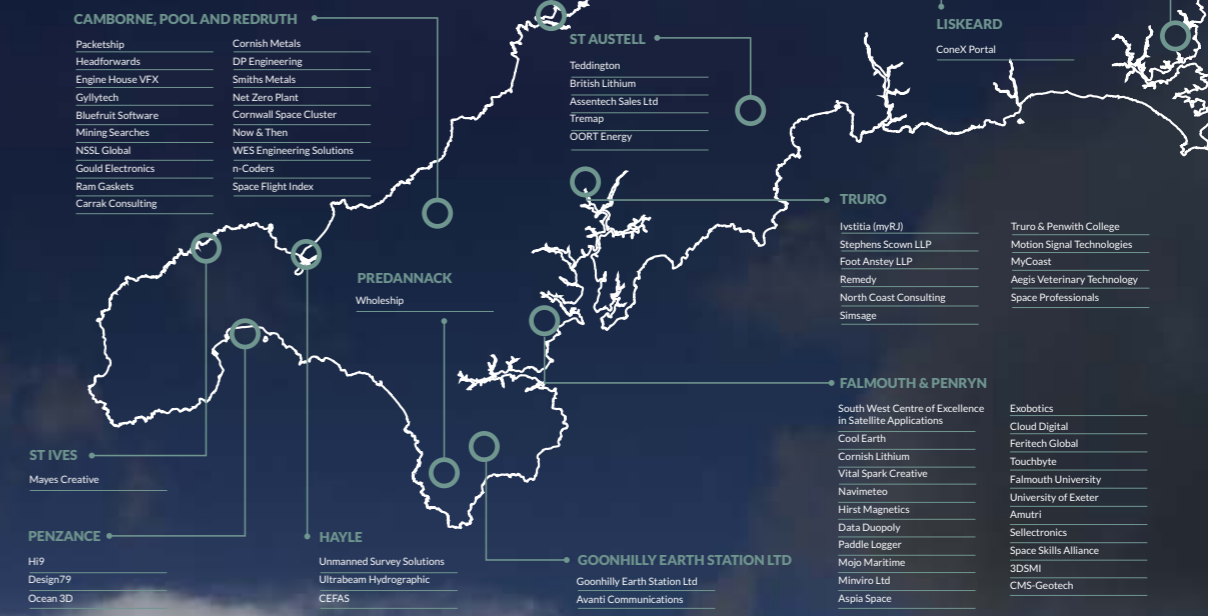 CAMBORNE, POOL AND REDRUTH
Packetship
Headforwards
Engine House VFX
Gyllytech
Bluefruit Software
Mining Searches
NSSL Global
Gould Electronics
Ram Gaskets
Carrak Consulting
Cornish Metals
DP Engineering
Smiths Metals
Net Zero Plant
Cornwall Space Cluster
Now & Then
WES Engineering Solutions
n-Coders
Space Flight Index
ST AUSTELL
Teddington
British Lithium
Assentech Sales Ltd
Tremap
OORT Energy
LISKEARD
ConeX Portal
TRURO
Ivstitia (myRJ)
Stephens Scown LLP
Foot Anstey LLP
Remedy
North Coast Consulting
Simsage
Truro & Penwith College
Motion Signal Technologies
MyCoast
Aegis Veterinary Technology
Space Professionals
PREDANNACK
Wholeship
FALMOUTH & PENRYN
South West Centre of Excellence
in Satellite Applications
Cool Earth
Cornish Lithium
Vital Spark Creative
Navimeteo
Hirst Magnetics
Data Duopoly
Paddle Logger
Mojo Maritime
Minviro Ltd
Aspia Space
Exobotics
Cloud Digital
Feritech Global
Touchbyte
Falmouth University
University of Exeter
Amutri
Sellectronics
Space Skills Alliance
3DSMI
CMS-Geotech
ST IVES
Mayes Creative
PENZANCE
Hi9
Design79
Ocean 3D
HAYLE
Unmanned Survey Solutions
Ultrabeam Hydrographic
CEFAS
GOONHILLY EARTH STATION LTD
Goonhilly Earth Station Ltd
Avanti Communications